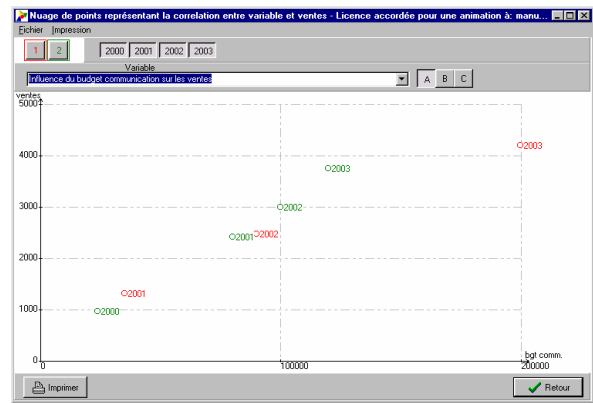 Nuage de points représentant la correlation entre variable et ventes - Licence accordée pour une animation à: manu...
Fichier Impression
1 2 2000 2001 2002 2003
Variable
Influence du budget communication sur les ventes A B C
ventes
5000
2003
4000
2003
3000
2002
2001 2002
2000
2001
1000
2000
0
0 100000 200000
bgt comm.
Imprimer Retour